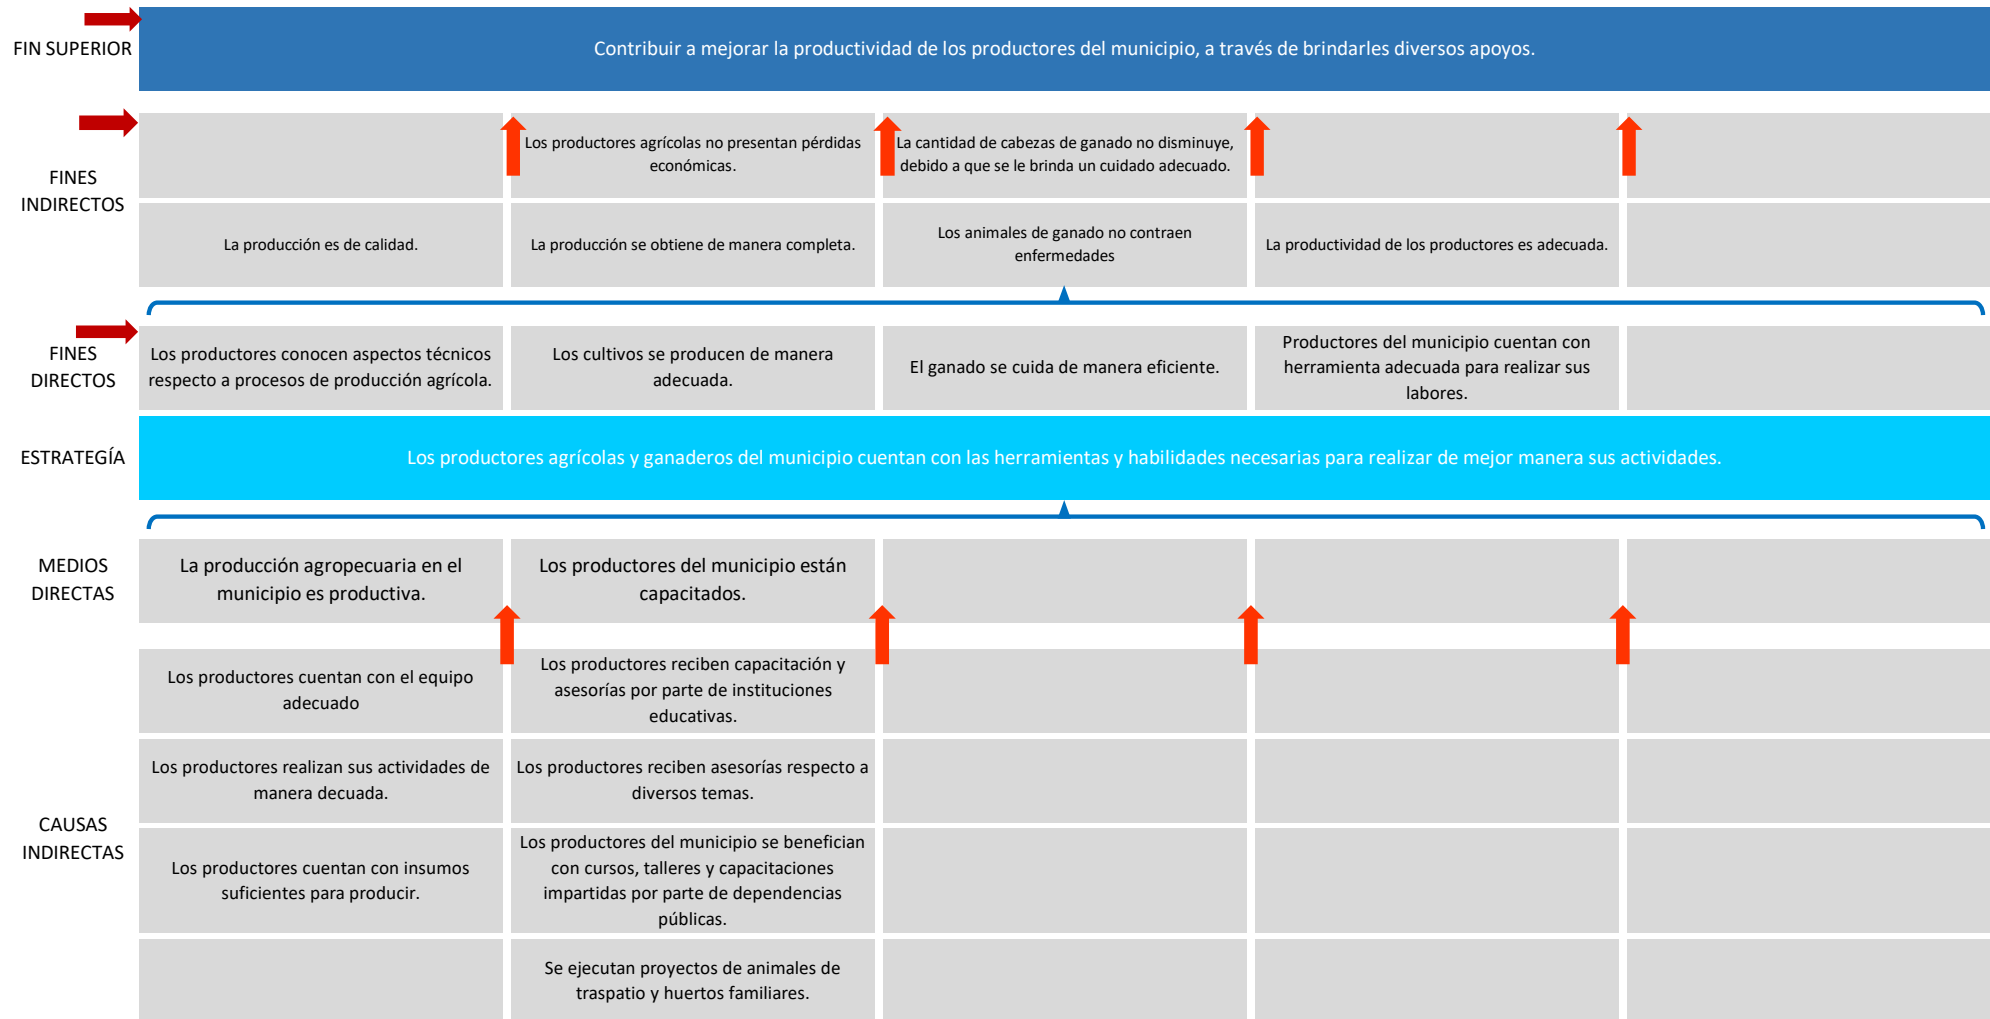 FIN SUPERIOR
Contribuir a mejorar la productividad de los productores del municipio, a través de brindarles diversos apoyos.
FINES
INDIRECTOS
Los productores agrícolas no presentan pérdidas
económicas.
La cantidad de cabezas de ganado no disminuye,
debido a que se le brinda un cuidado adecuado.
La producción es de calidad.
La producción se obtiene de manera completa.
Los animales de ganado no contraen
enfermedades
La productividad de los productores es adecuada.
FINES
DIRECTOS
Los productores conocen aspectos técnicos
respecto a procesos de producción agrícola.
Los cultivos se producen de manera
adecuada.
El ganado se cuida de manera eficiente.
Productores del municipio cuentan con
herramienta adecuada para realizar sus
labores.
ESTRATEGÍA
Los productores agrícolas y ganaderos del municipio cuentan con las herramientas y habilidades necesarias para realizar de mejor manera sus actividades.
MEDIOS
DIRECTAS
La producción agropecuaria en el
municipio es productiva.
Los productores del municipio están
capacitados.
CAUSAS
INDIRECTAS
Los productores cuentan con el equipo
adecuado
Los productores reciben capacitación y
asesorías por parte de instituciones
educativas.
Los productores realizan sus actividades de
manera decuada.
Los productores reciben asesorías respecto a
diversos temas.
Los productores cuentan con insumos
suficientes para producir.
Los productores del municipio se benefician
con cursos, talleres y capacitaciones
impartidas por parte de dependencias
públicas.
Se ejecutan proyectos de animales de
traspatio y huertos familiares.